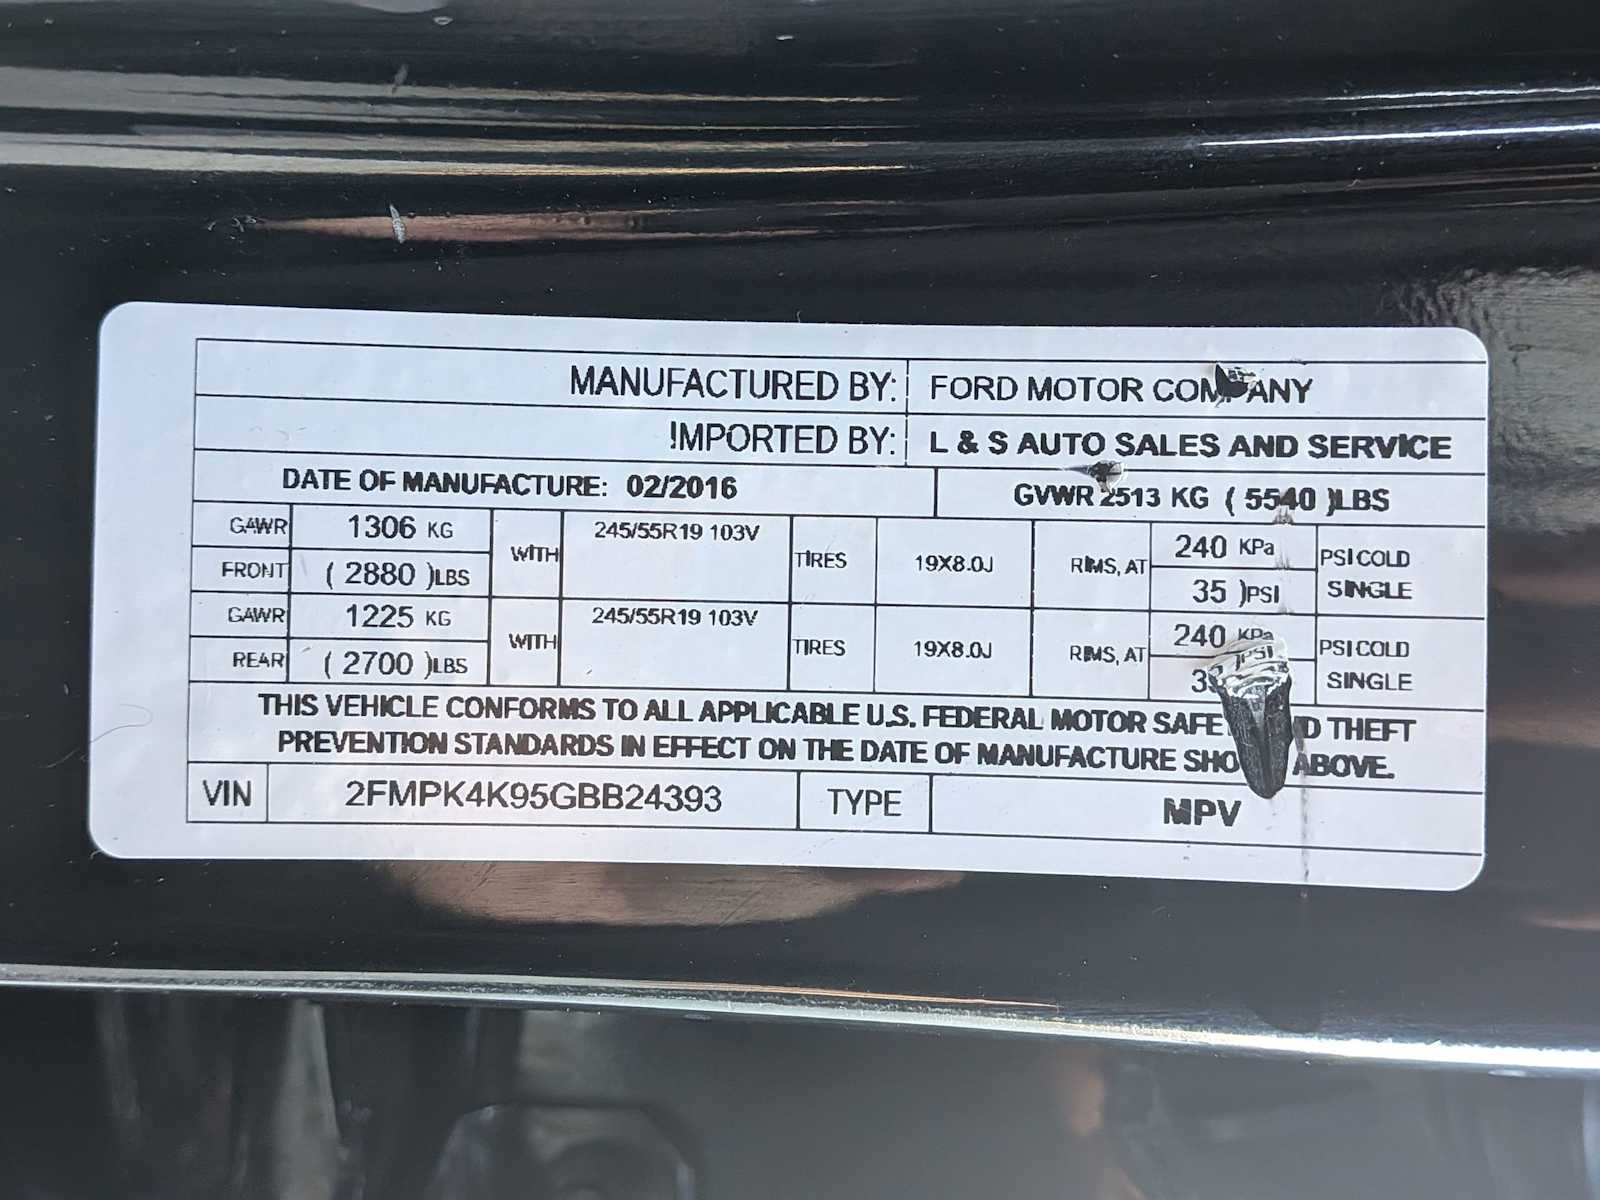 MANUFACTURED BY: FORD MOTOR COMPANY
IMPORTED BY: L & S AUTO SALES AND SERVICE
DATE OF MANUFACTURE: 02/2016 GVWR 2513 KG ( 5540 )LBS
GAWR 1306 KG WITH 245/55R19 103V TIRES 19X8.0J RIMS, AT 240 KPa PSI COLD
FRONT ( 2880 )LBS 35 )PSI SINGLE
GAWR 1225 KG WITH 245/55R19 103V TIRES 19X8.0J RIMS, AT 240 KPa PSI COLD
REAR ( 2700 )LBS )PSI SINGLE
THIS VEHICLE CONFORMS TO ALL APPLICABLE U.S. FEDERAL MOTOR THEFT
PREVENTION STANDARDS IN EFFECT ON THE DATE OF MANUFACTURE ABOVE.
VIN 2FMPK4K95GBB24393 TYPE MPV